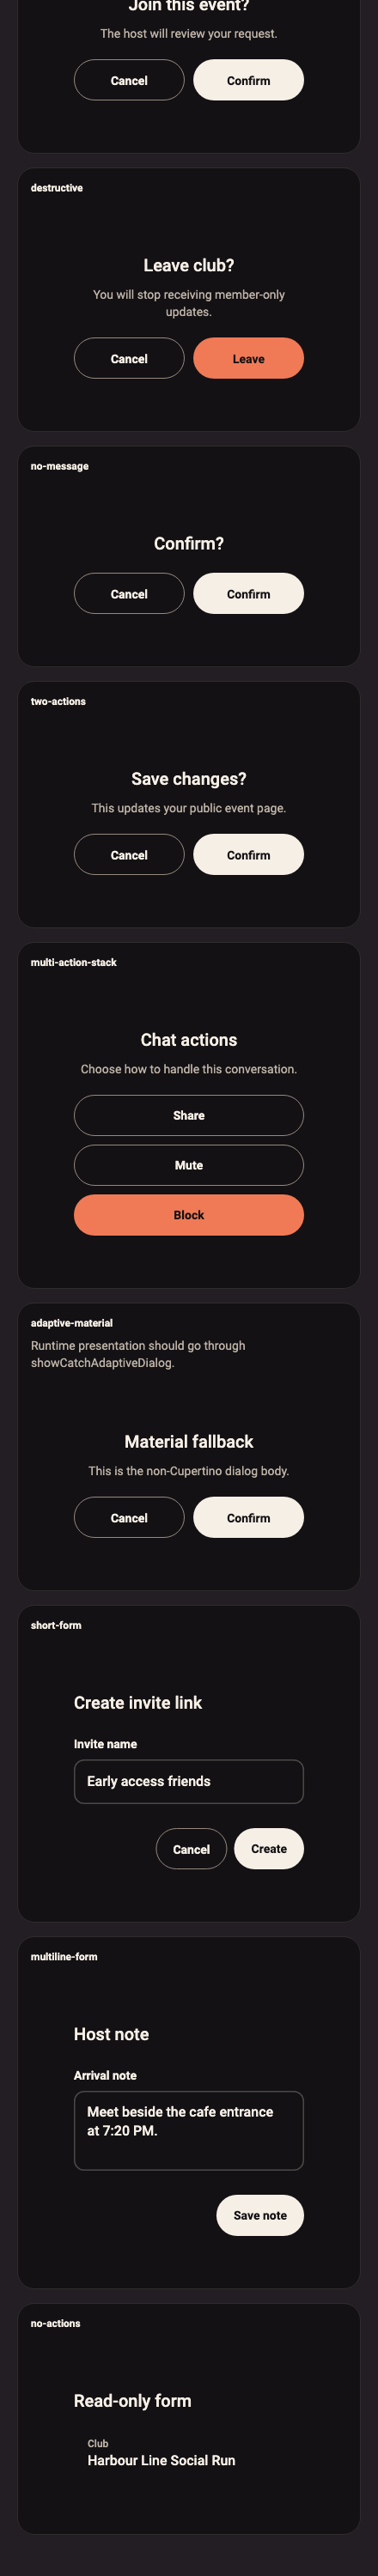 Join this event?
The host will review your request.
Cancel
Confirm
destructive
Leave club?
You will stop receiving member-only
updates.
Cancel
Leave
no-message
Confirm?
Cancel
Confirm
two-actions
Save changes?
This updates your public event page.
Cancel
Confirm
multi-action-stack
Chat actions
Choose how to handle this conversation.
Share
Mute
Block
adaptive-material
Runtime presentation should go through
showCatchAdaptiveDialog.
Material fallback
This is the non-Cupertino dialog body.
Cancel
Confirm
short-form
Create invite link
Invite name
Early access friends
Cancel
Create
multiline-form
Host note
Arrival note
Meet beside the cafe entrance
at 7:20 PM.
Save note
no-actions
Read-only form
Club
Harbour Line Social Run